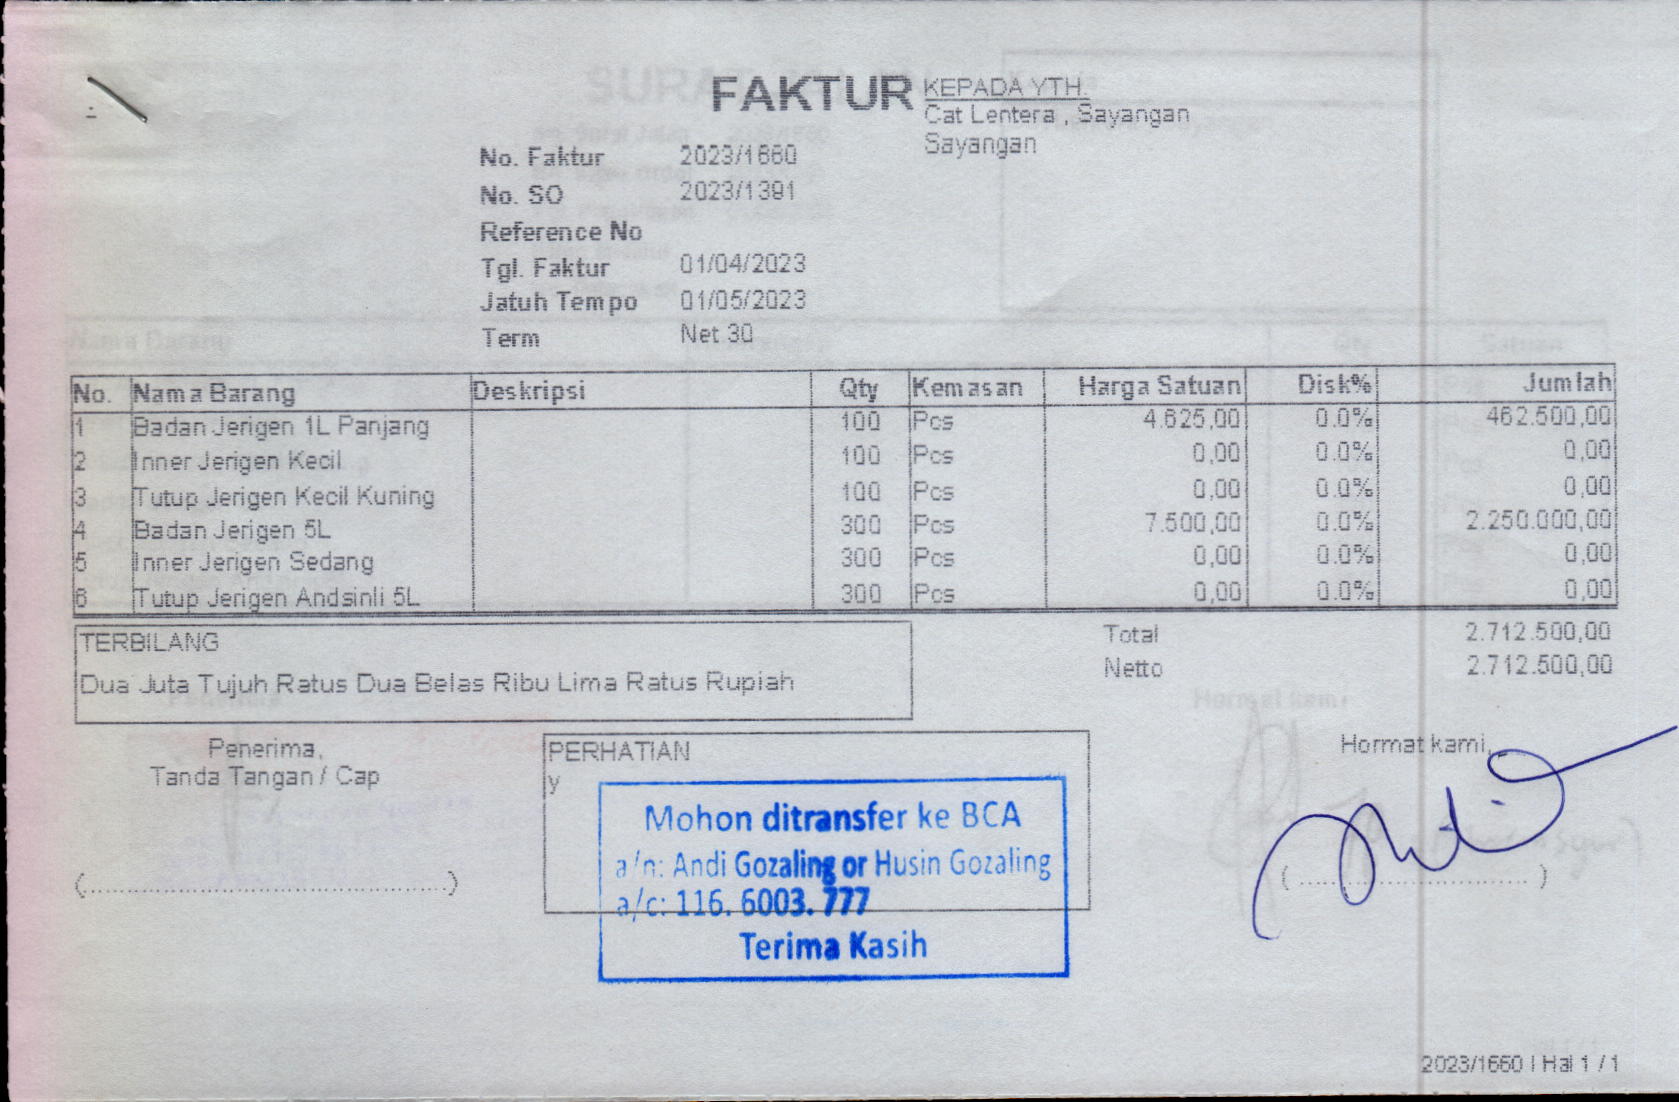 FAKTUR
KEPADA YTH.
Cat Lentera , Sayangan
Sayangan
No. Faktur 2023/1660
No. SO 2023/1391
Reference No
Tgl. Faktur 01/04/2023
Jatuh Tempo 01/05/2023
Term Net 30
No. Nama Barang Deskripsi Qty Kemasan Harga Satuan Disk% Jumlah
1 Badan Jerigen 1L Panjang 100 Pcs 4.625,00 0.0% 462.500,00
2 Inner Jerigen Kecil 100 Pcs 0,00 0.0% 0,00
3 Tutup Jerigen Kecil Kuning 100 Pcs 0,00 0.0% 0,00
4 Badan Jerigen 5L 300 Pcs 7.500,00 0.0% 2.250.000,00
5 Inner Jerigen Sedang 300 Pcs 0,00 0.0% 0,00
6 Tutup Jerigen Andsinli 5L 300 Pcs 0,00 0.0% 0,00
TERBILANG
Dua Juta Tujuh Ratus Dua Belas Ribu Lima Ratus Rupiah
Total 2.712.500,00
Netto 2.712.500,00
Penerima,
Tanda Tangan / Cap
(................................................)
PERHATIAN
y
Mohon ditransfer ke BCA
a/n: Andi Gozaling or Husin Gozaling
a/c: 116. 6003. 777
Terima Kasih
Hormat kami,
(..............................)
2023/1660 | Hal 1 / 1